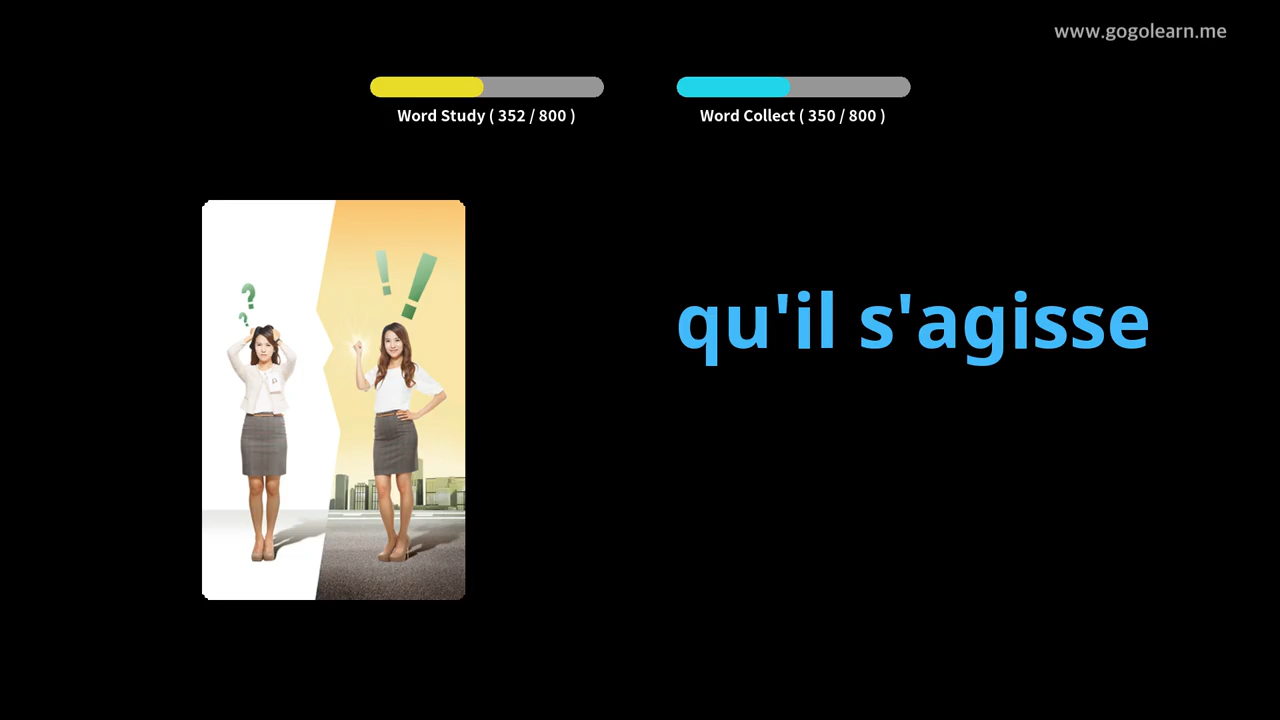 www.gogolearn.me
Word Study ( 352 / 800 )
Word Collect ( 350 / 800 )
? ! !
?
qu'il s'agisse